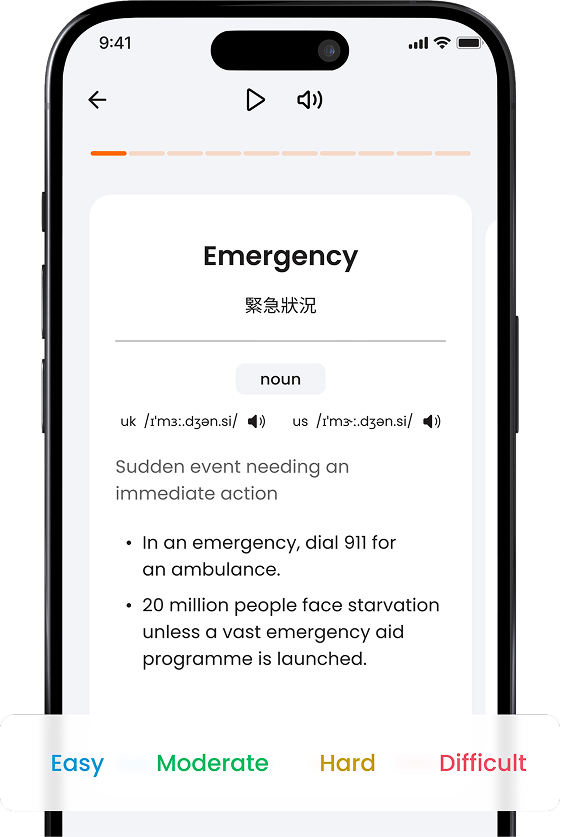 9:41
Emergency
緊急狀況
noun
uk /ɪˈmɜː.dʒən.si/ us /ɪˈmɝː.dʒən.si/
Sudden event needing an
immediate action
• In an emergency, dial 911 for
an ambulance.
• 20 million people face starvation
unless a vast emergency aid
programme is launched.
Easy Moderate Hard Difficult